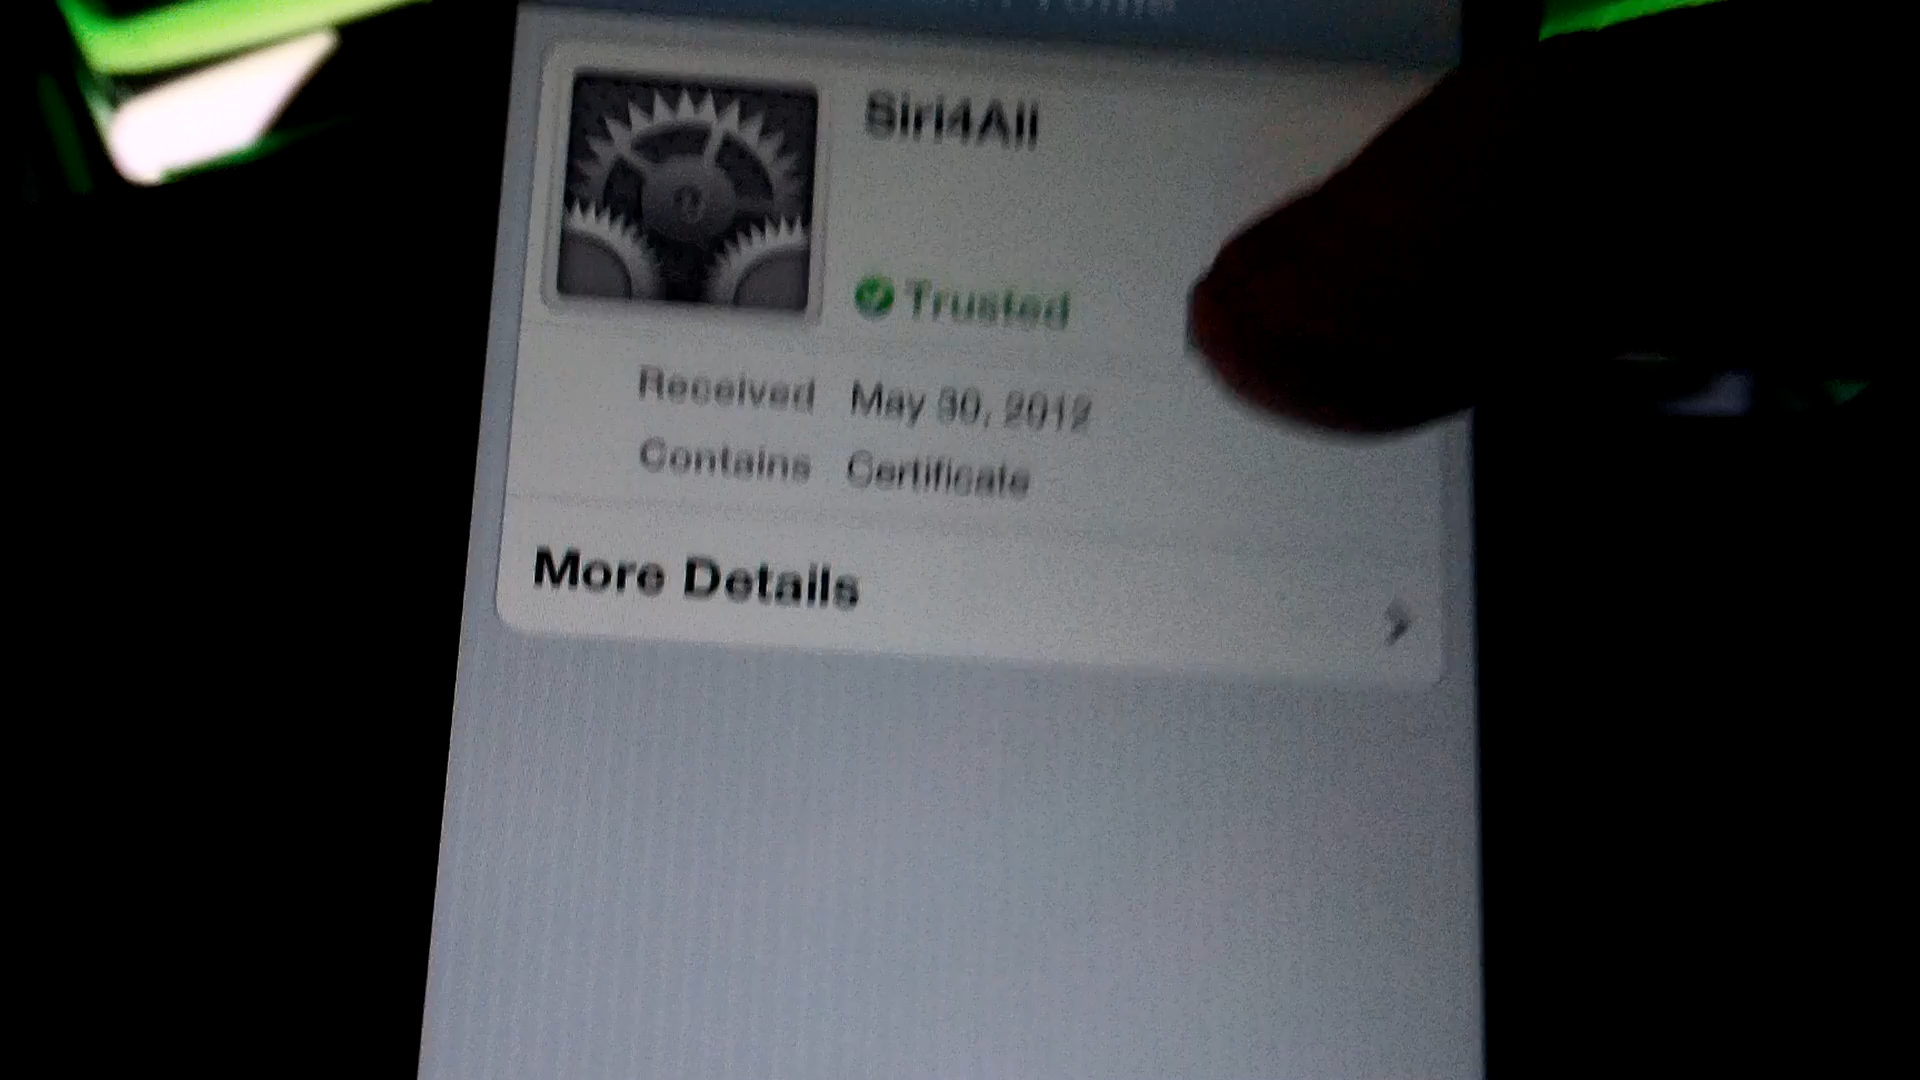 Siri4All
Trusted
Received May 30, 2012
Contains Certificate
More Details